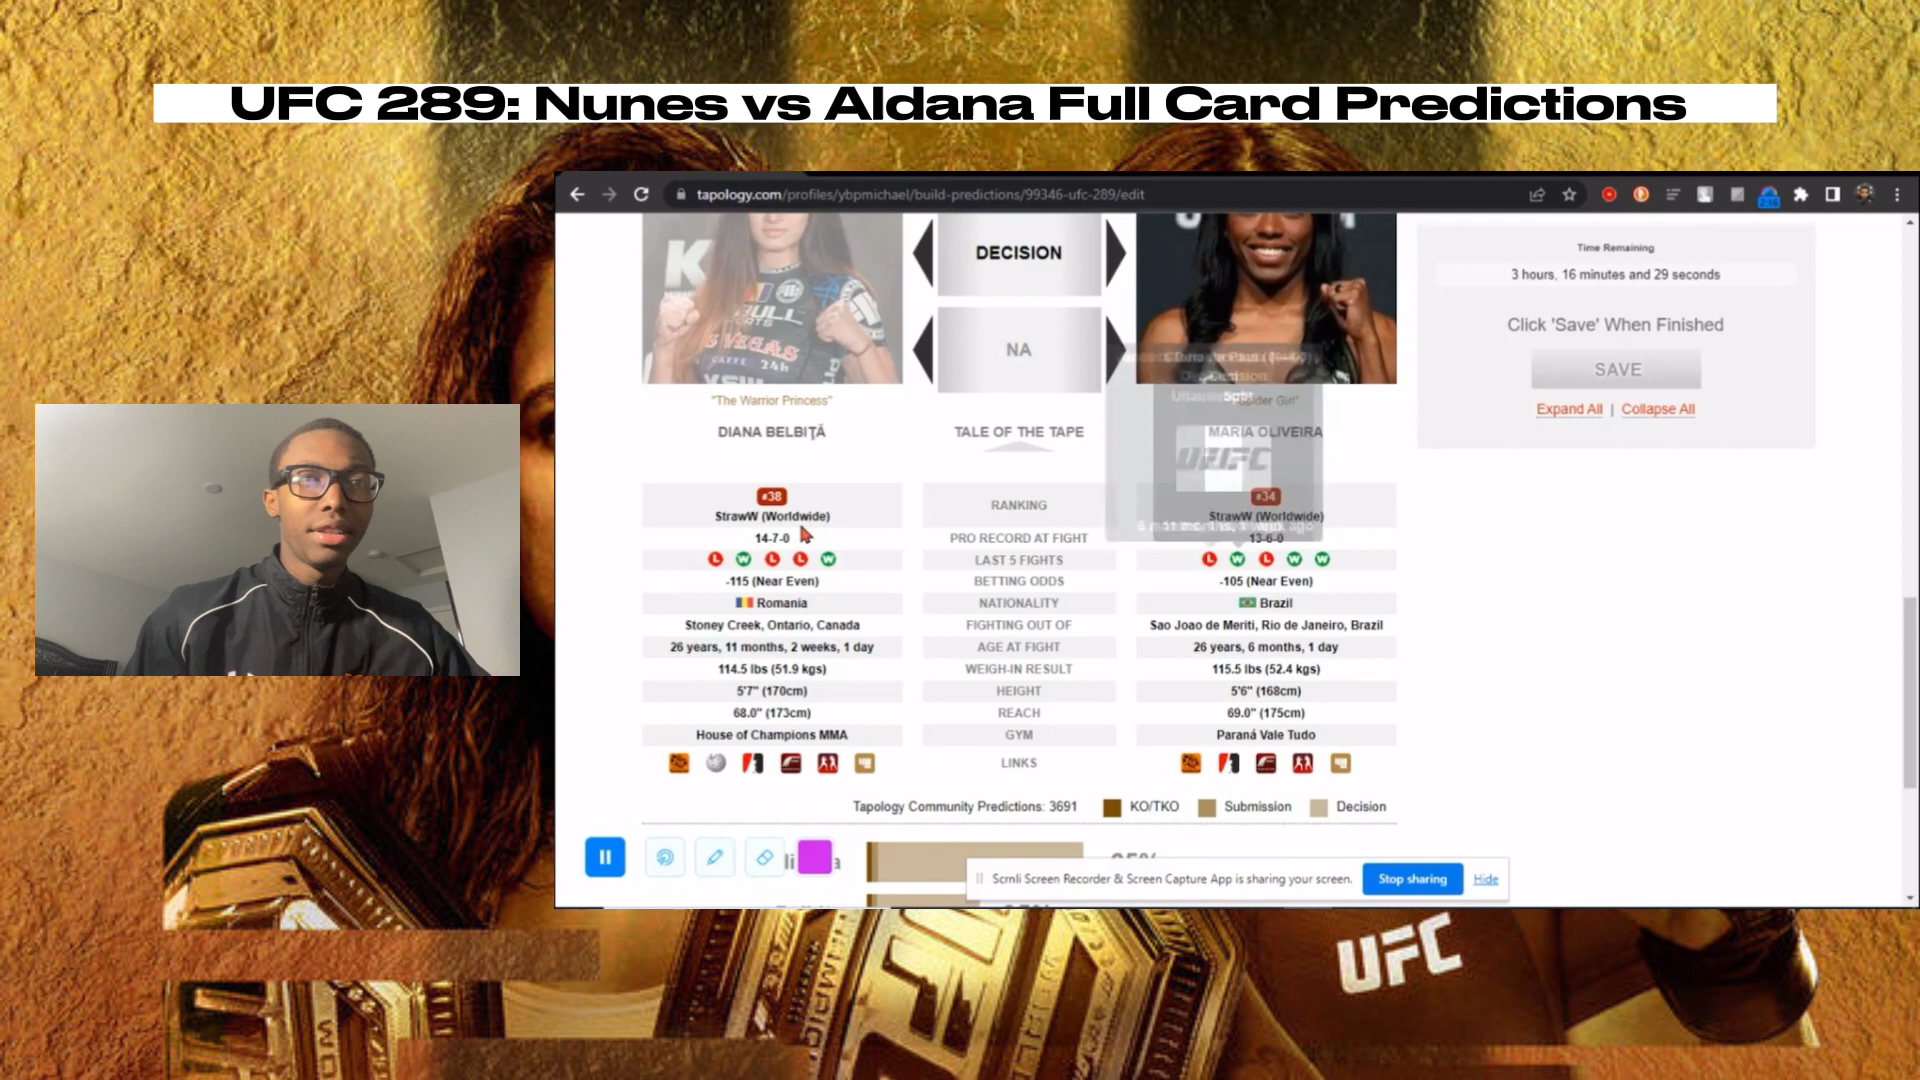 UFC 289: Nunes vs Aldana Full Card Predictions
tapology.com/profiles/ybpmichael/build-predictions/99346-ufc-289/edit
2:16
DECISION
NA
Time Remaining
3 hours, 16 minutes and 29 seconds
Click 'Save' When Finished
SAVE
Expand All | Collapse All
K
BULL
VEGAS
CAFFE 24h
"The Warrior Princess"
DIANA BELBIȚĂ
TALE OF THE TAPE
MARIA OLIVEIRA
#38
StrawW (Worldwide)
RANKING
#34
StrawW (Worldwide)
14-7-0
PRO RECORD AT FIGHT
13-6-0
L W L L W
LAST 5 FIGHTS
L W L W W
-115 (Near Even)
BETTING ODDS
-105 (Near Even)
Romania
NATIONALITY
Brazil
Stoney Creek, Ontario, Canada
FIGHTING OUT OF
Sao Joao de Meriti, Rio de Janeiro, Brazil
26 years, 11 months, 2 weeks, 1 day
AGE AT FIGHT
26 years, 6 months, 1 day
114.5 lbs (51.9 kgs)
WEIGH-IN RESULT
115.5 lbs (52.4 kgs)
5'7" (170cm)
HEIGHT
5'6" (168cm)
68.0" (173cm)
REACH
69.0" (175cm)
House of Champions MMA
GYM
Paraná Vale Tudo
LINKS
Tapology Community Predictions: 3691
KO/TKO
Submission
Decision
Scrnli Screen Recorder & Screen Capture App is sharing your screen.
Stop sharing
Hide
UFC
UFC